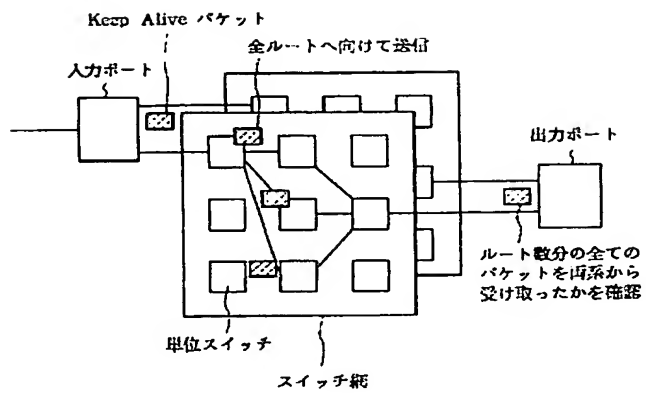 Keep Alive パケット
全ルートへ向けて送信
入力ポート
出力ポート
ルート数分の全ての
パケットを両系から
受け取ったかを確認
単位スイッチ
スイッチ網